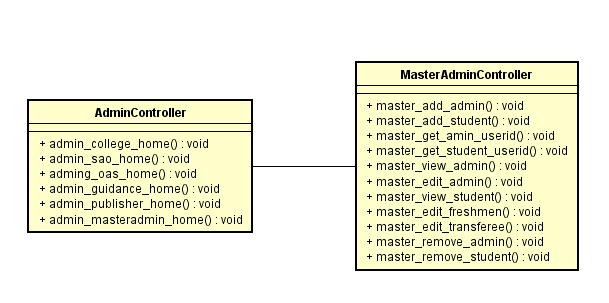 AdminController
+ admin_college_home() : void
+ admin_sao_home() : void
+ adming_oas_home() : void
+ admin_guidance_home() : void
+ admin_publisher_home() : void
+ admin_masteradmin_home() : void
MasterAdminController
+ master_add_admin() : void
+ master_add_student() : void
+ master_get_amin_userid() : void
+ master_get_student_userid() : void
+ master_view_admin() : void
+ master_edit_admin() : void
+ master_view_student() : void
+ master_edit_freshmen() : void
+ master_edit_transferee() : void
+ master_remove_admin() : void
+ master_remove_student() : void